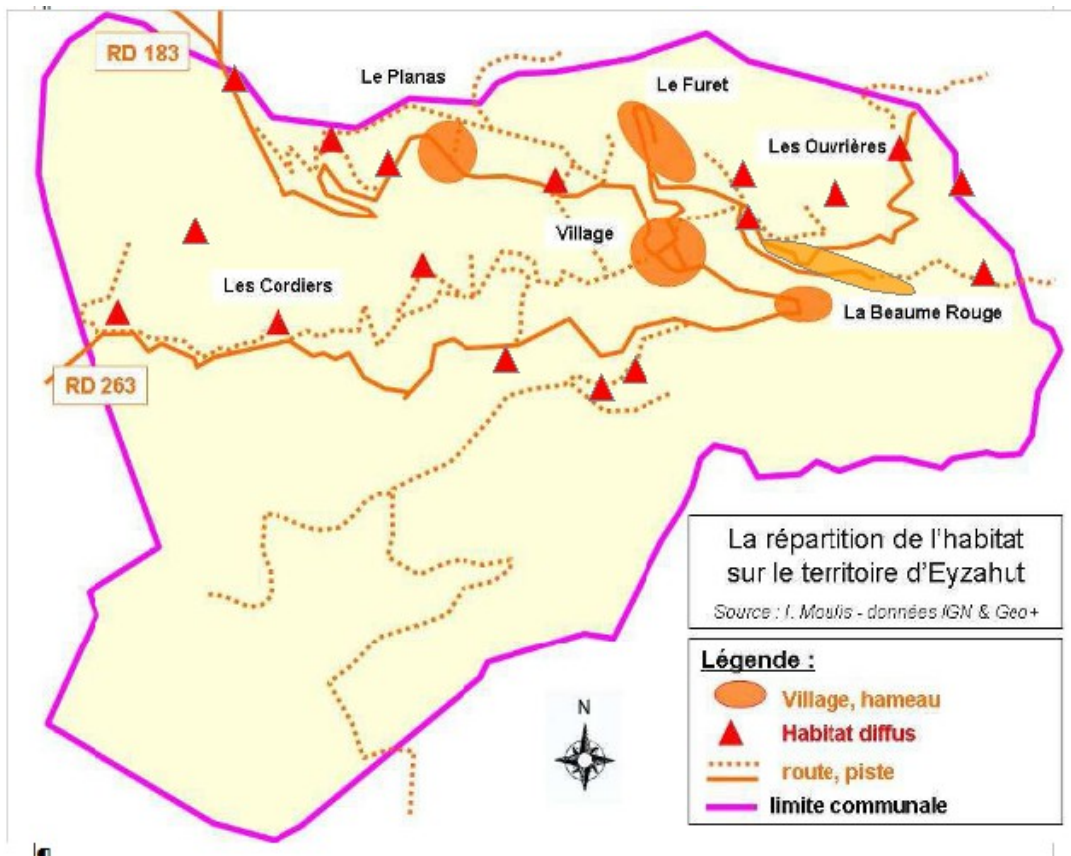 RD 183
Le Planas
Le Furet
Les Ouvrières
Village
Les Cordiers
La Beaume Rouge
RD 263
La répartition de l'habitat
sur le territoire d'Eyzahut
Source : I. Moulis - données IGN & Geo+
N
Légende :
Village, hameau
Habitat diffus
route, piste
limite communale